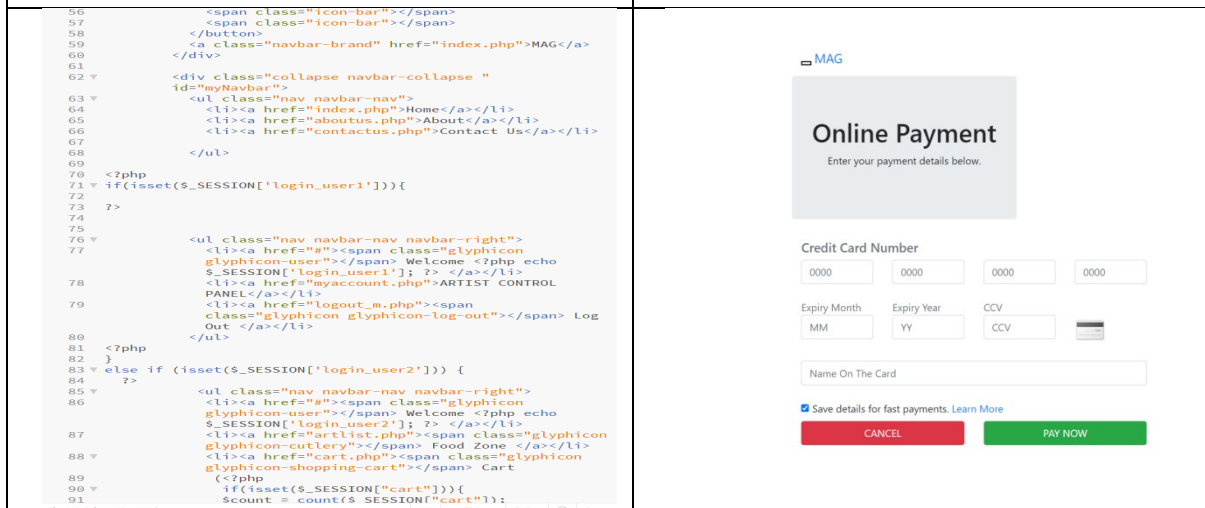 56 <span class="icon-bar"></span>
57 <span class="icon-bar"></span>
58 </button>
59 <a class="navbar-brand" href="index.php">MAG</a>
60 </div>
61
62 <div class="collapse navbar-collapse "
id="myNavbar">
63 <ul class="nav navbar-nav">
64 <li><a href="index.php">Home</a></li>
65 <li><a href="aboutus.php">About</a></li>
66 <li><a href="contactus.php">Contact Us</a></li>
67
68 </ul>
69
70 <?php
71 if(isset($_SESSION['login_user1'])){
72
73 ?>
74
75
76 <ul class="nav navbar-nav navbar-right">
77 <li><a href="#"><span class="glyphicon
glyphicon-user"></span> Welcome <?php echo
$_SESSION['login_user1']; ?> </a></li>
78 <li><a href="myaccount.php">ARTIST CONTROL
PANEL</a></li>
79 <li><a href="logout_m.php"><span
class="glyphicon glyphicon-log-out"></span> Log
Out </a></li>
80 </ul>
81 <?php
82 }
83 else if (isset($_SESSION['login_user2'])) {
84 ?>
85 <ul class="nav navbar-nav navbar-right">
86 <li><a href="#"><span class="glyphicon
glyphicon-user"></span> Welcome <?php echo
$_SESSION['login_user2']; ?> </a></li>
87 <li><a href="artlist.php"><span class="glyphicon
glyphicon-cutlery"></span> Food Zone </a></li>
88 <li><a href="cart.php"><span class="glyphicon
glyphicon-shopping-cart"></span> Cart
89 (<?php
90 if(isset($_SESSION["cart"])){
91 $count = count($_SESSION["cart"]);
MAG
Online Payment
Enter your payment details below.
Credit Card Number
0000 0000 0000 0000
Expiry Month Expiry Year CCV
MM YY CCV
Name On The Card
Save details for fast payments. Learn More
CANCEL PAY NOW